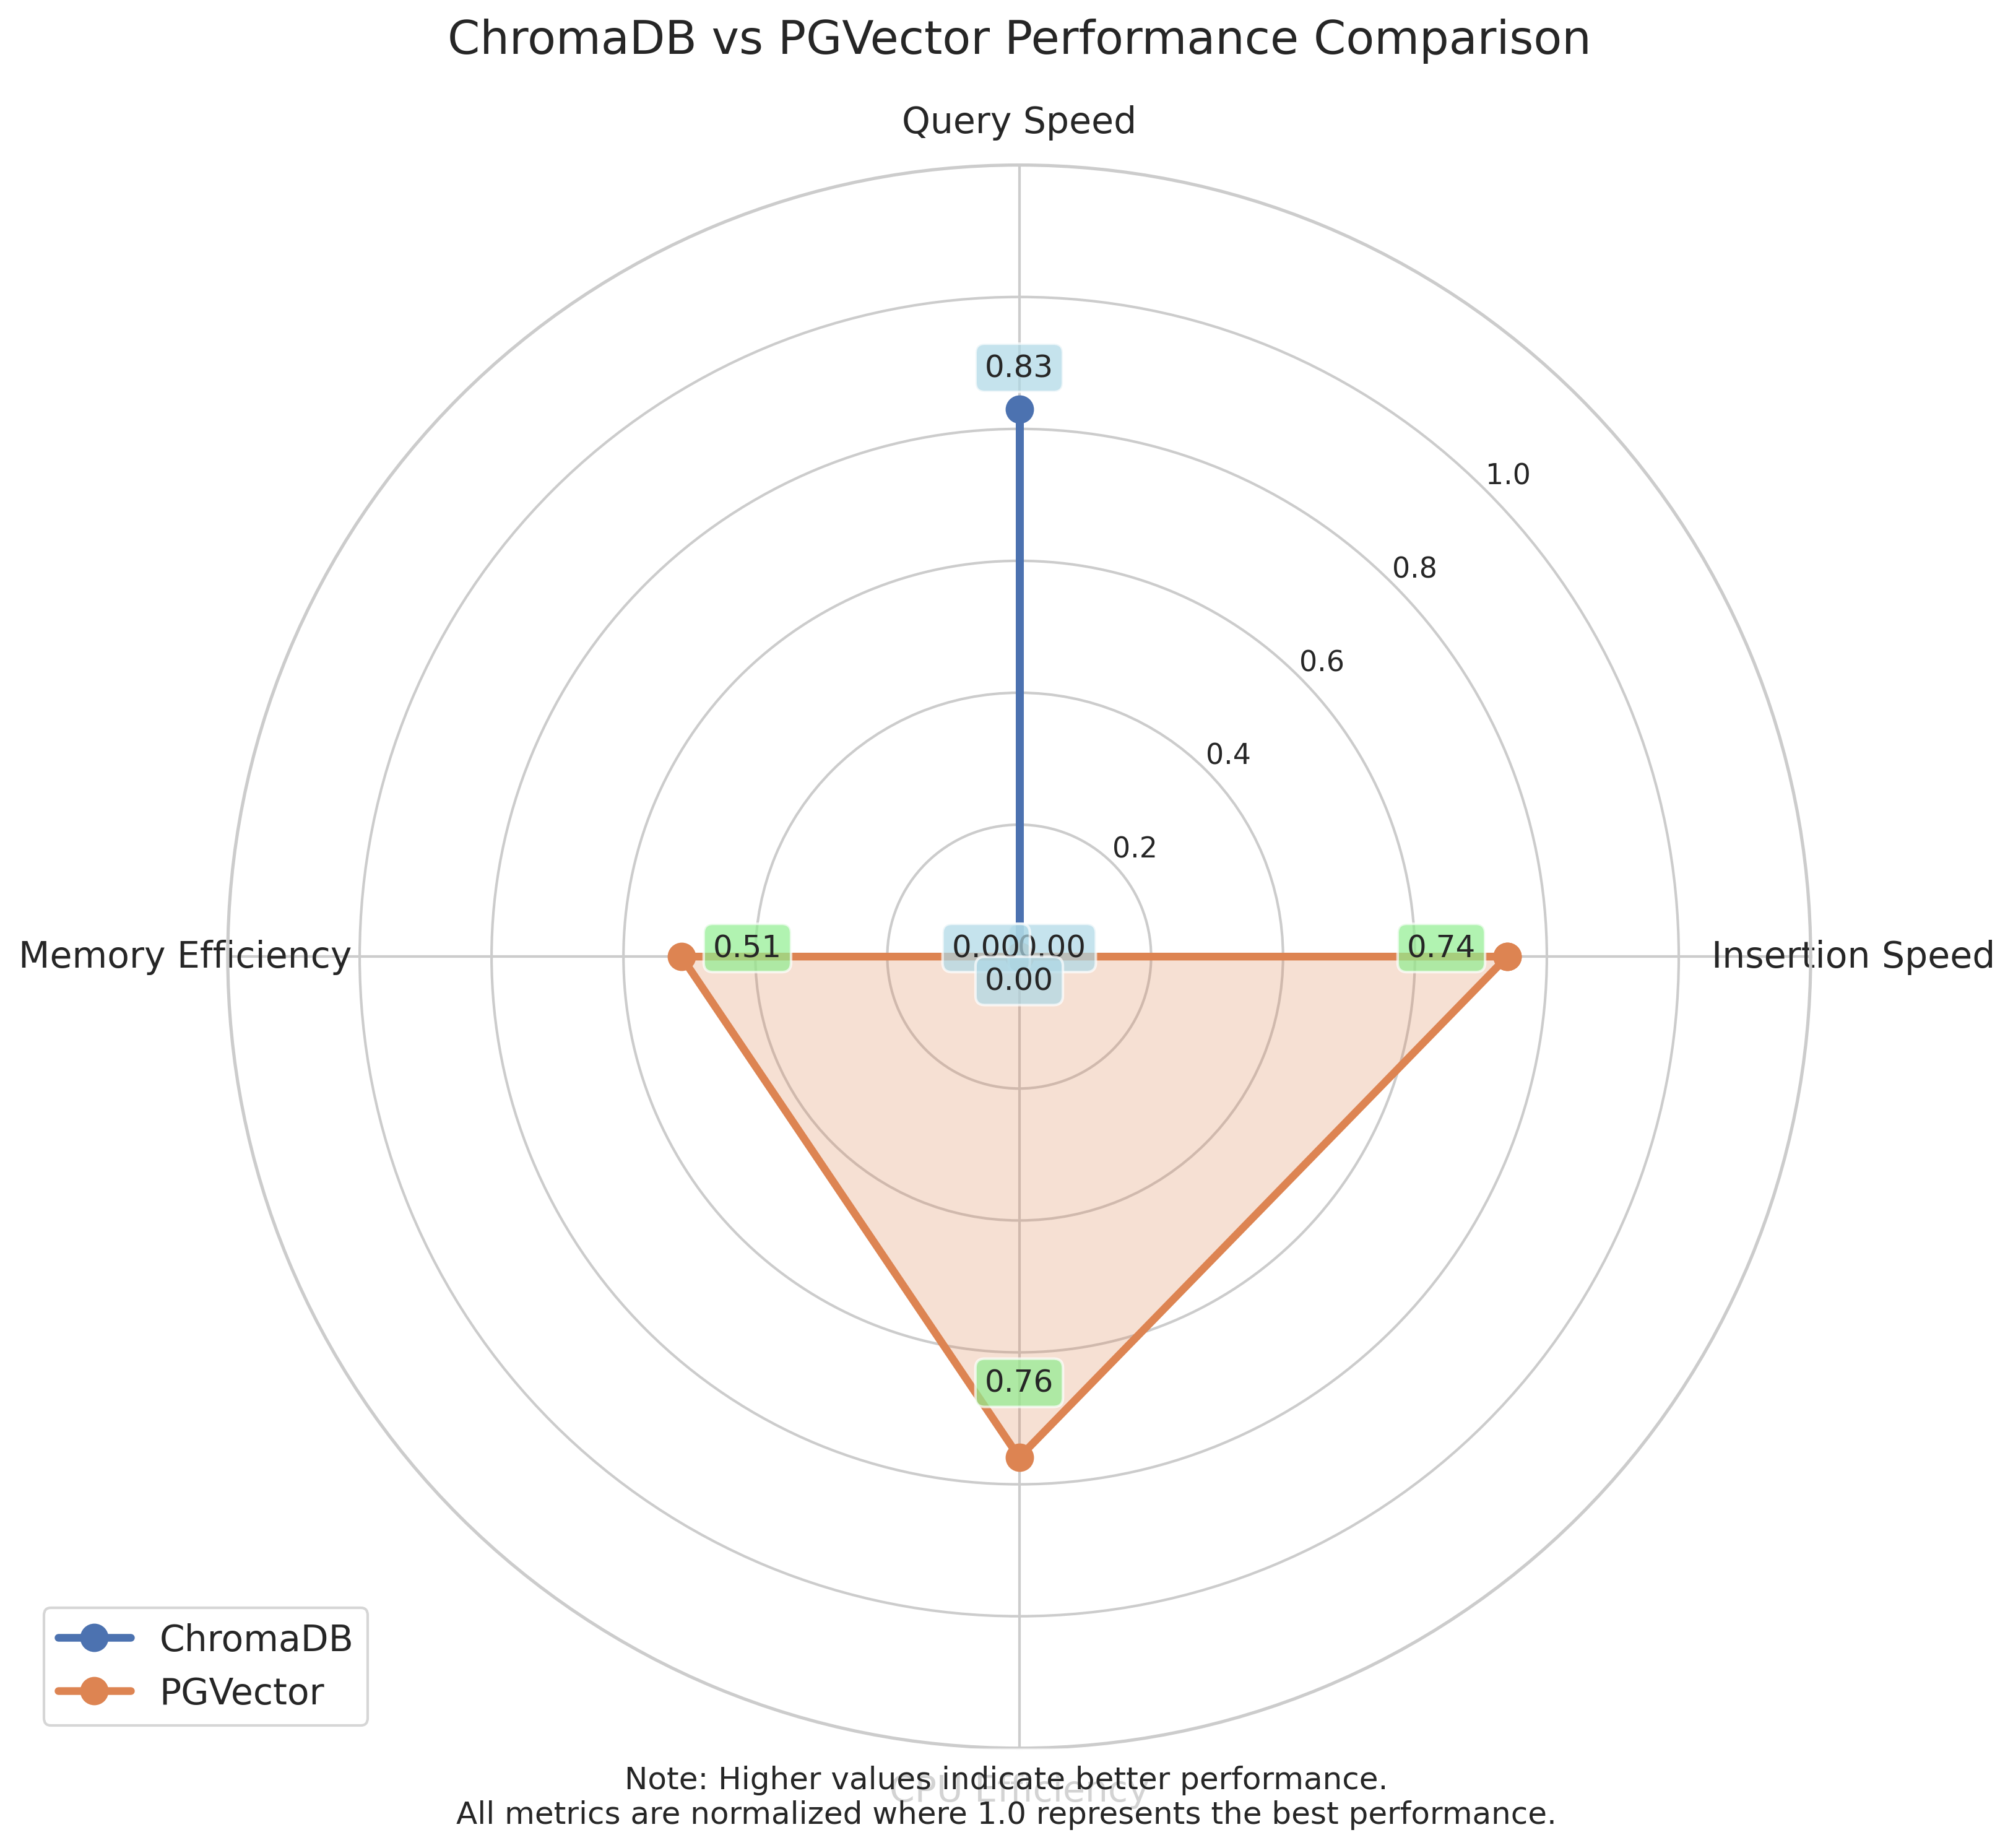 ChromaDB vs PGVector Performance Comparison
Query Speed
0.83
1.0
0.8
0.6
0.4
0.2
Memory Efficiency
0.51
0.00
0.00
0.74
Insertion Speed
0.00
0.76
ChromaDB
PGVector
Note: Higher values indicate better performance.
CPU Efficiency
All metrics are normalized where 1.0 represents the best performance.